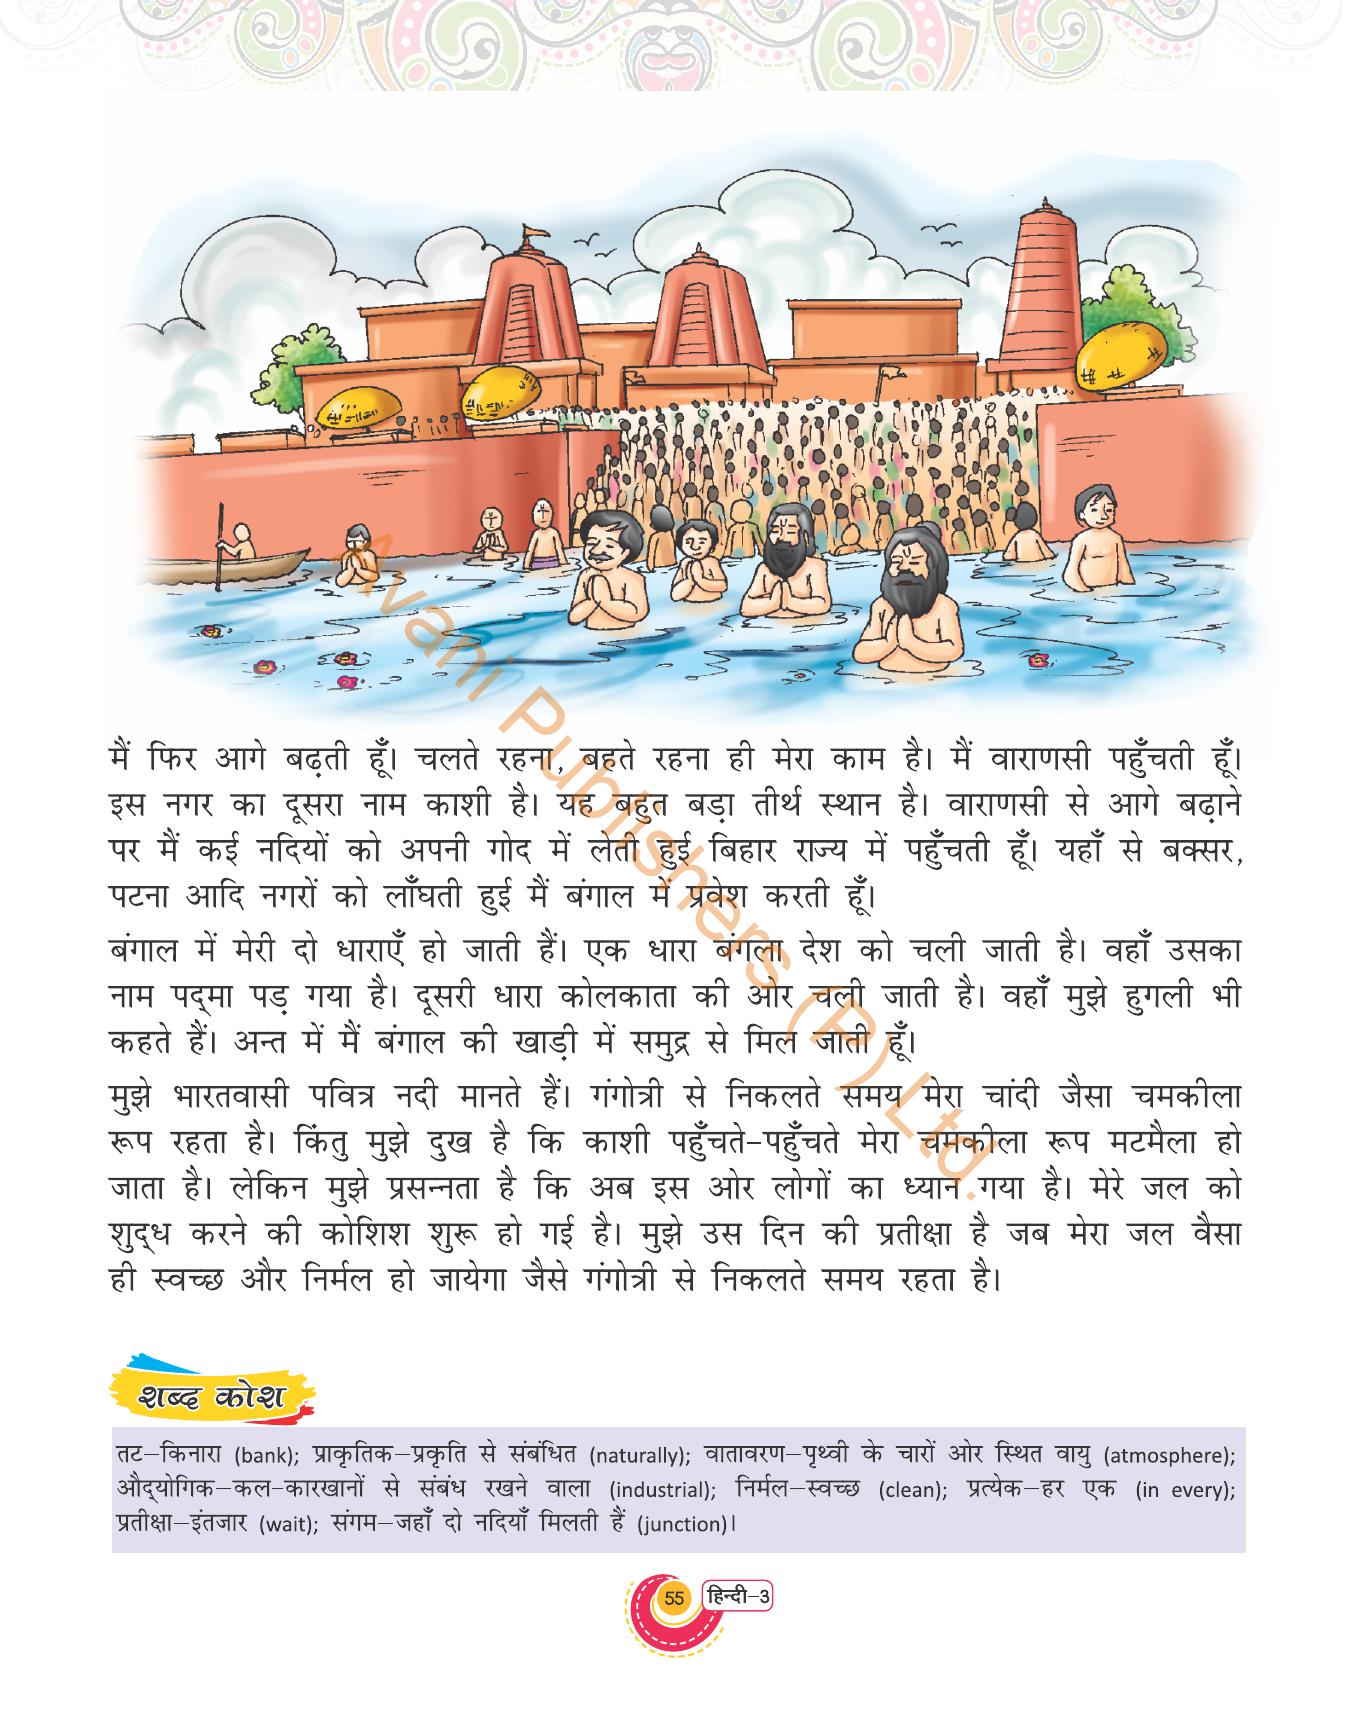 मैं फिर आगे बढ़ती हूँ। चलते रहना, बहते रहना ही मेरा काम है। मैं वाराणसी पहुँचती हूँ।
इस नगर का दूसरा नाम काशी है। यह बहुत बड़ा तीर्थ स्थान है। वाराणसी से आगे बढ़ाने
पर मैं कई नदियों को अपनी गोद में लेती हुई बिहार राज्य में पहुँचती हूँ। यहाँ से बक्सर,
पटना आदि नगरों को लाँघती हुई मैं बंगाल में प्रवेश करती हूँ।
बंगाल में मेरी दो धाराएँ हो जाती हैं। एक धारा बंगला देश को चली जाती है। वहाँ उसका
नाम पद्‌मा पड़ गया है। दूसरी धारा कोलकाता की ओर चली जाती है। वहाँ मुझे हुगली भी
कहते हैं। अन्त में मैं बंगाल की खाड़ी में समुद्र से मिल जाती हूँ।
मुझे भारतवासी पवित्र नदी मानते हैं। गंगोत्री से निकलते समय मेरा चांदी जैसा चमकीला
रूप रहता है। किंतु मुझे दुख है कि काशी पहुँचते-पहुँचते मेरा चमकीला रूप मटमैला हो
जाता है। लेकिन मुझे प्रसन्नता है कि अब इस ओर लोगों का ध्यान गया है। मेरे जल को
शुद्‌ध करने की कोशिश शुरू हो गई है। मुझे उस दिन की प्रतीक्षा है जब मेरा जल वैसा
ही स्वच्छ और निर्मल हो जायेगा जैसे गंगोत्री से निकलते समय रहता है।
शब्द कोश
तट–किनारा (bank); प्राकृतिक–प्रकृति से संबंधित (naturally); वातावरण–पृथ्वी के चारों ओर स्थित वायु (atmosphere);
औद्‌योगिक–कल-कारखानों से संबंध रखने वाला (industrial); निर्मल–स्वच्छ (clean); प्रत्येक–हर एक (in every);
प्रतीक्षा–इंतजार (wait); संगम–जहाँ दो नदियाँ मिलती हैं (junction)।
55 हिन्दी–3
Avani Publishers (P) Ltd.